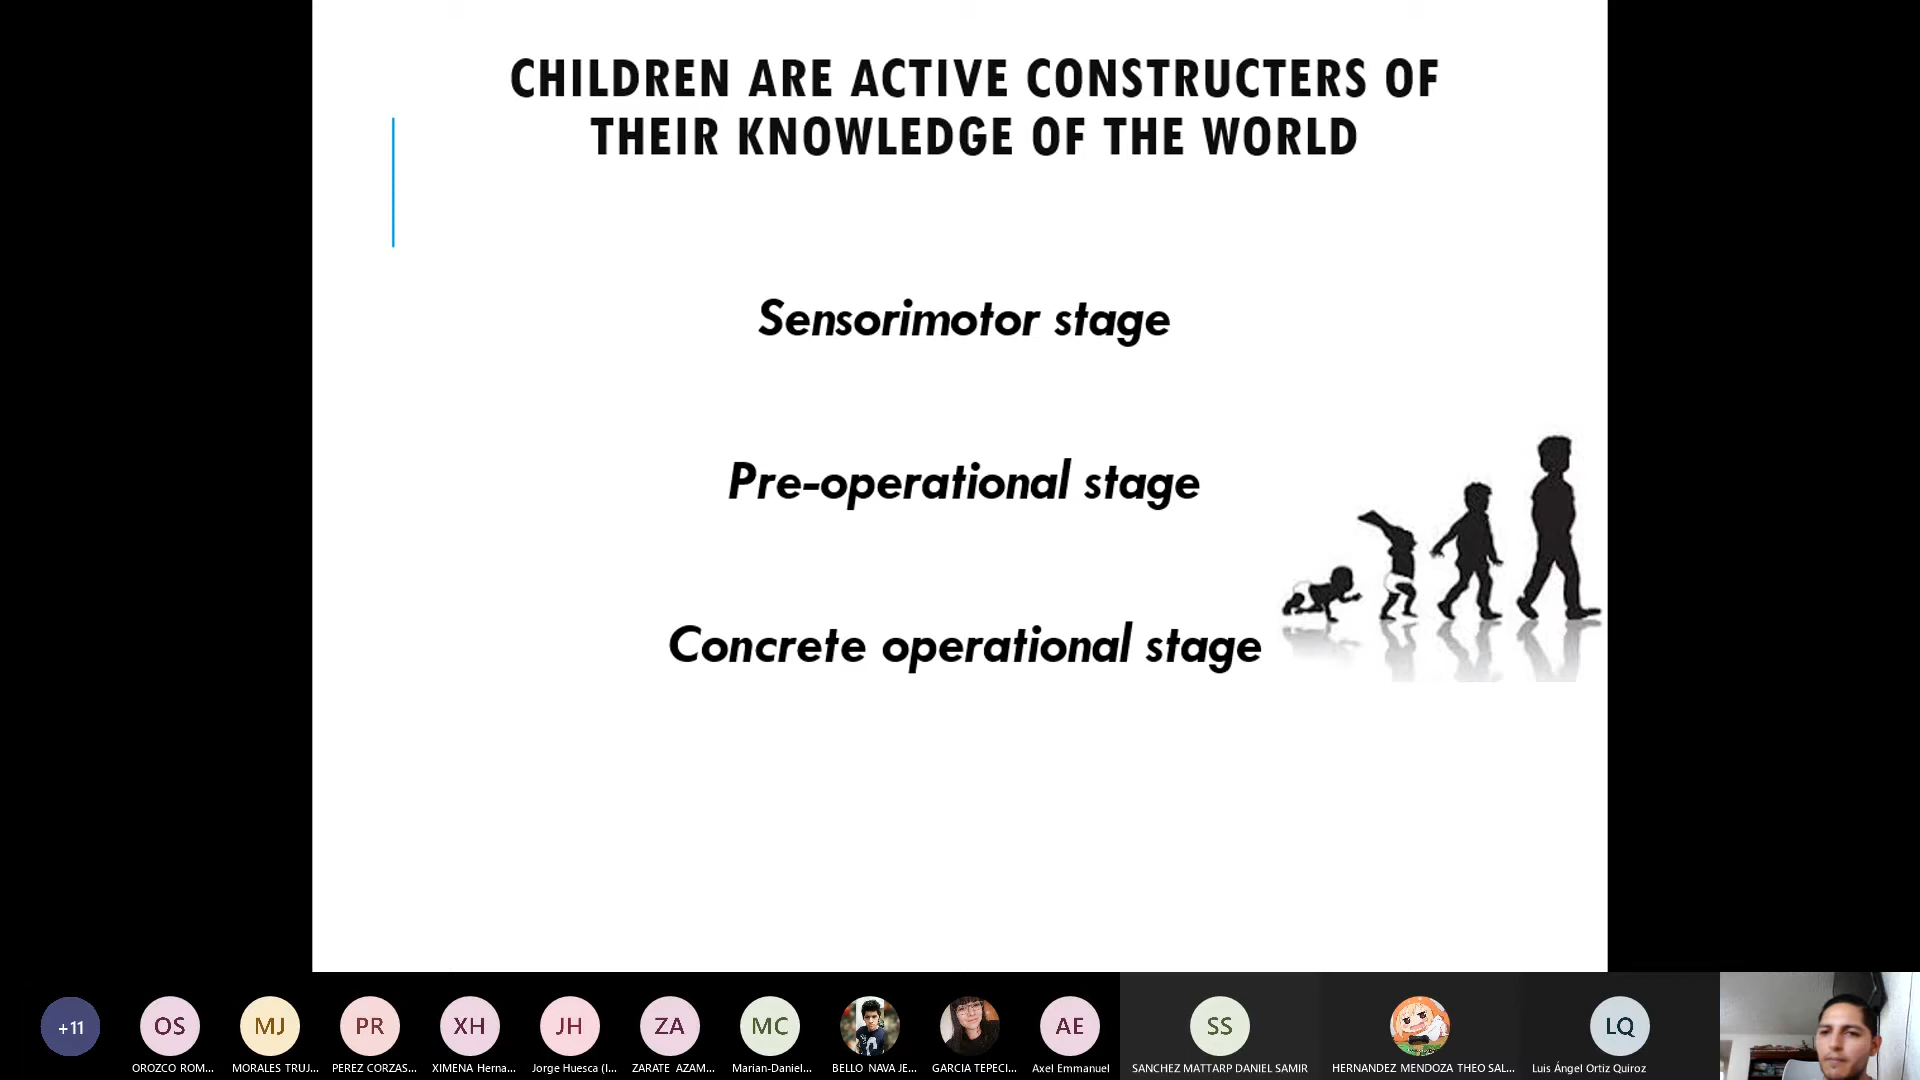 CHILDREN ARE ACTIVE CONSTRUCTERS OF
THEIR KNOWLEDGE OF THE WORLD
Sensorimotor stage
Pre-operational stage
Concrete operational stage
+11
OS
MJ
PR
XH
JH
ZA
MC
AE
SS
LQ
OROZCO ROM...
MORALES TRUJ...
PEREZ CORZAS...
XIMENA Herna...
Jorge Huesca (I...
ZARATE AZAM...
Marian-Daniel...
BELLO NAVA JE...
GARCIA TEPECI...
Axel Emmanuel
SANCHEZ MATTARP DANIEL SAMIR
HERNANDEZ MENDOZA THEO SAL...
Luis Ángel Ortiz Quiroz